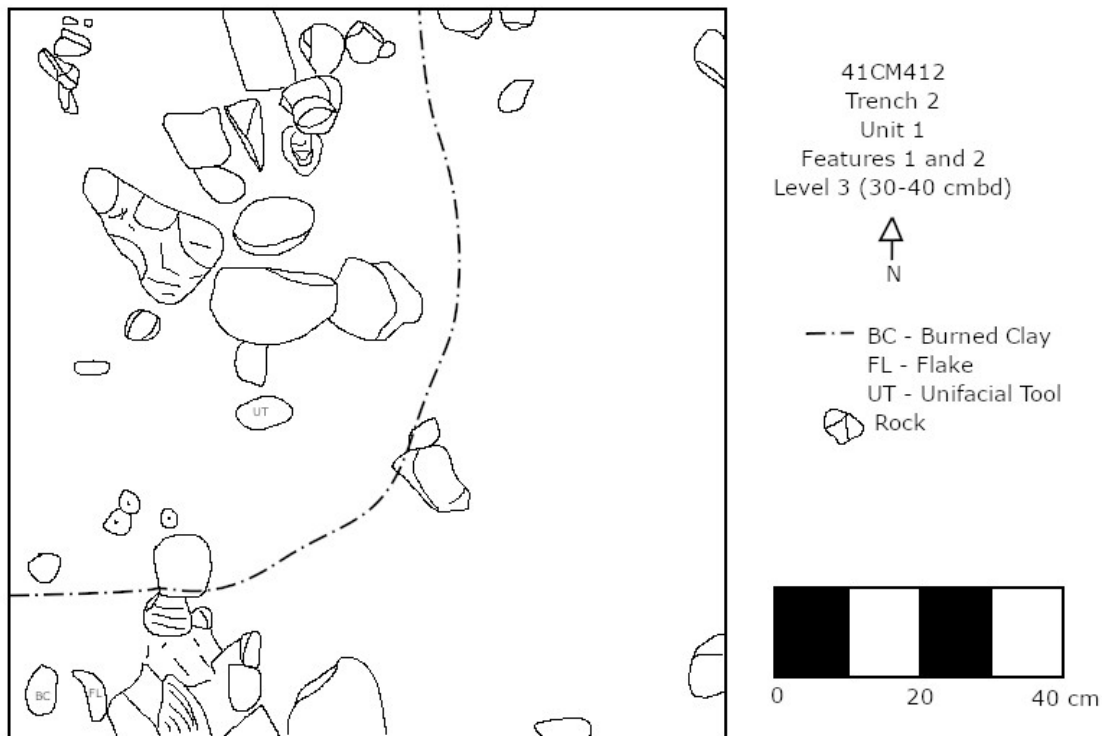 41CM412
Trench 2
Unit 1
Features 1 and 2
Level 3 (30-40 cmbd)
N
BC - Burned Clay
FL - Flake
UT - Unifacial Tool
Rock
UT
BC
FL
0 20 40 cm